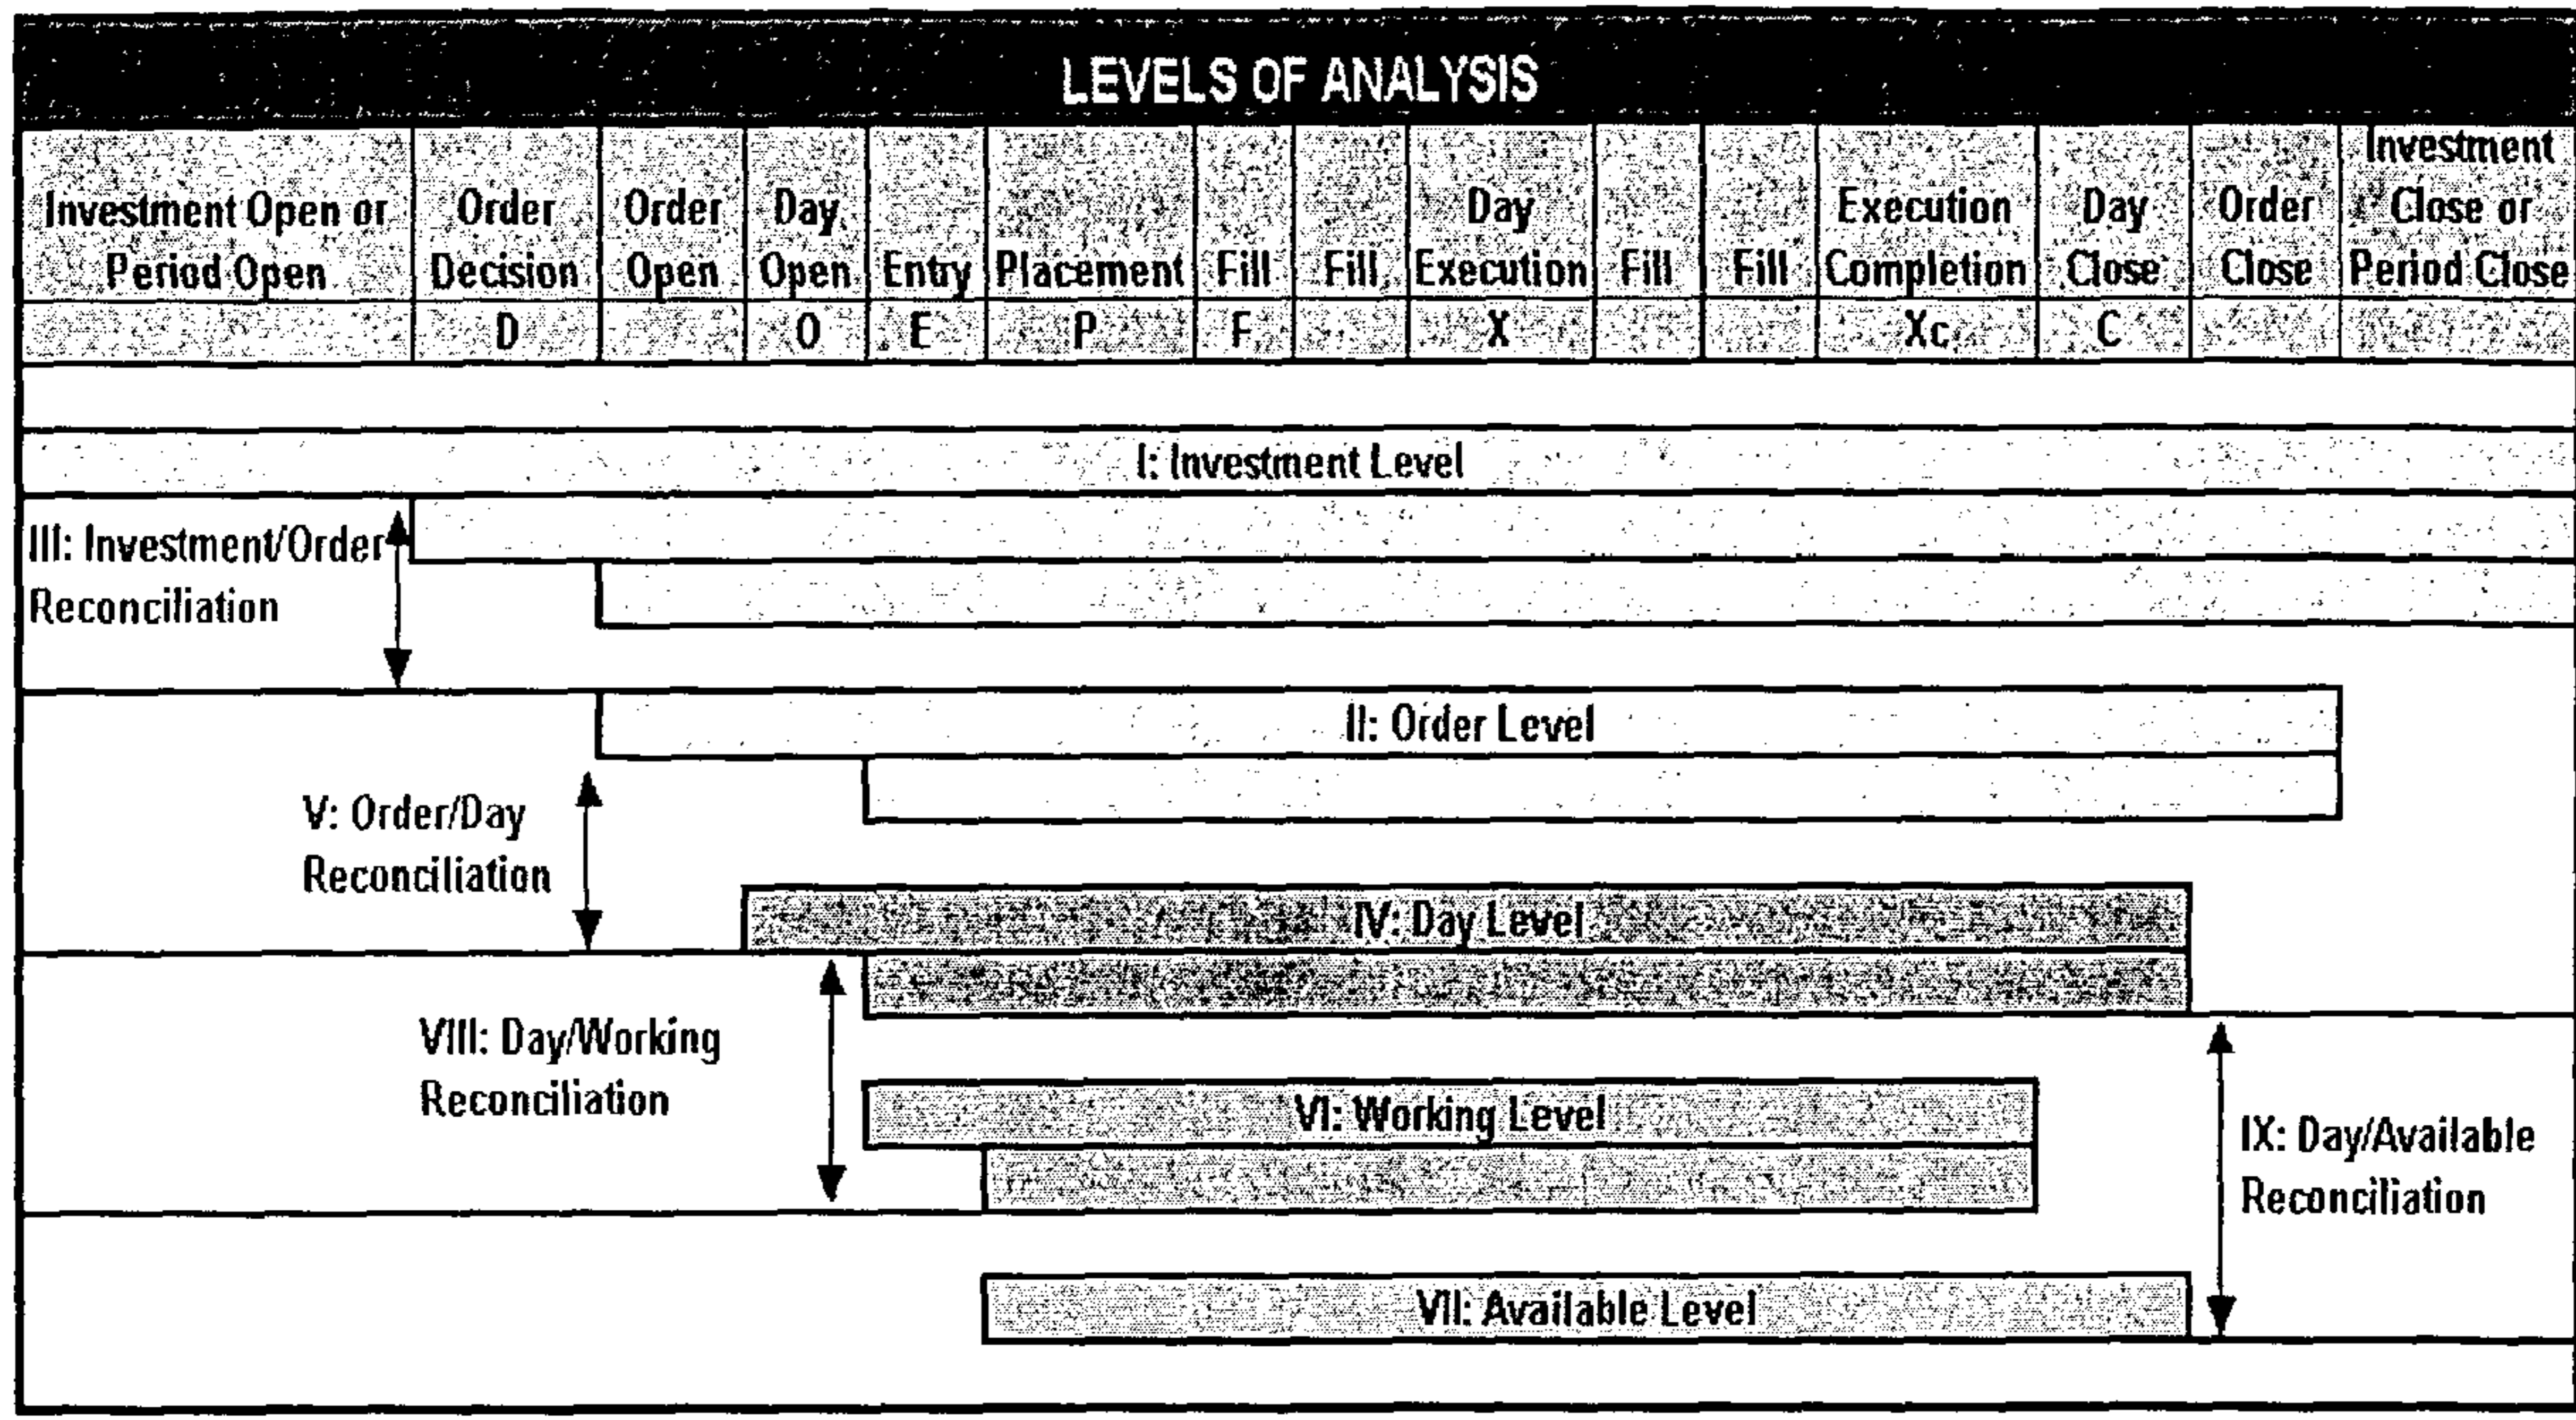 LEVELS OF ANALYSIS
Investment Open or
Period Open
Order
Decision
Order
Open
Day
Open
Entry
Placement
Fill
Fill
Day
Execution
Fill
Fill
Execution
Completion
Day
Close
Order
Close
Investment
Close or
Period Close
D
O
E
P
F
X
Xc
C
I: Investment Level
III: Investment/Order
Reconciliation
II: Order Level
V: Order/Day
Reconciliation
IV: Day Level
VIII: Day/Working
Reconciliation
VI: Working Level
IX: Day/Available
Reconciliation
VII: Available Level